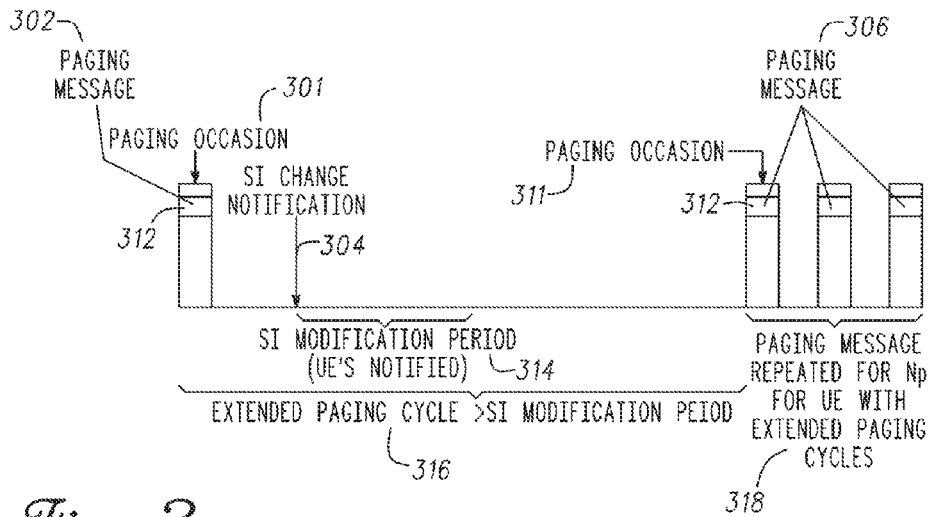 302
PAGING
MESSAGE
301
PAGING OCCASION
SI CHANGE
NOTIFICATION
312
304
306
PAGING
MESSAGE
PAGING OCCASION
311
312
SI MODIFICATION PERIOD
(UE'S NOTIFIED)
314
EXTENDED PAGING CYCLE >SI MODIFICATION PEIOD
316
PAGING MESSAGE
REPEATED FOR Np
FOR UE WITH
EXTENDED PAGING
CYCLES
318